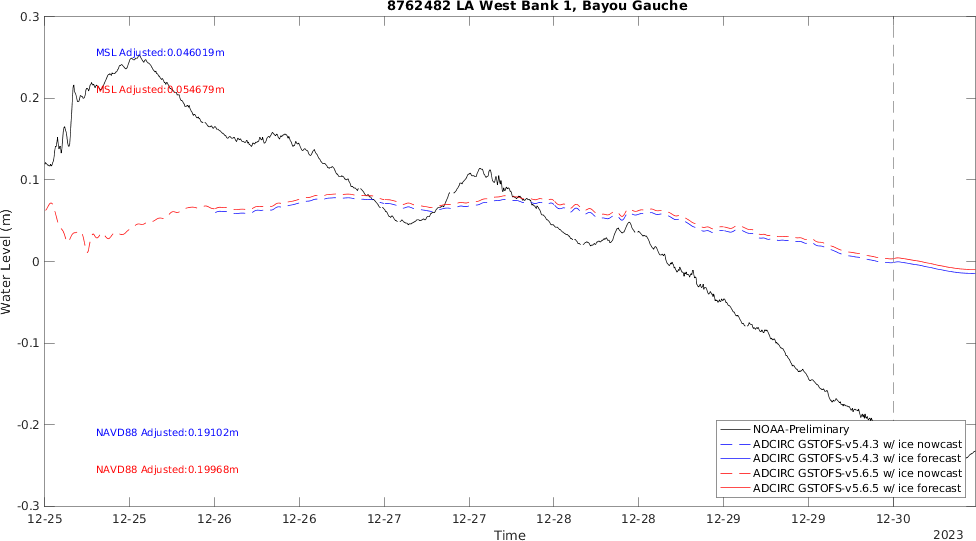 8762482 LA West Bank 1, Bayou Gauche
0.3
MSL Adjusted:0.046019m
MSL Adjusted:0.054679m
0.2
0.1
Water Level (m)
0
-0.1
-0.2
NAVD88 Adjusted:0.19102m
NAVD88 Adjusted:0.19968m
-0.3
NOAA-Preliminary
ADCIRC GSTOFS-v5.4.3 w/ ice nowcast
ADCIRC GSTOFS-v5.4.3 w/ ice forecast
ADCIRC GSTOFS-v5.6.5 w/ ice nowcast
ADCIRC GSTOFS-v5.6.5 w/ ice forecast
12-25 12-25 12-26 12-26 12-27 12-27 12-28 12-28 12-29 12-29 12-30
Time
2023